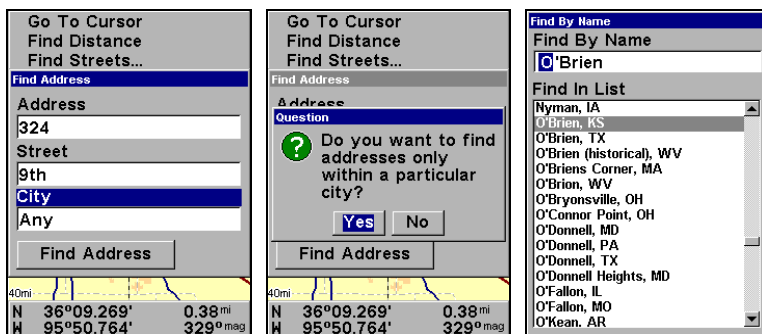 Go To Cursor
Find Distance
Find Streets...
Find Address
Address
324
Street
9th
City
Any
Find Address
40mi
N 36°09.269' 0.38 mi
W 95°50.764' 329° mag
Go To Cursor
Find Distance
Find Streets...
Find Address
Address
Question
Do you want to find
addresses only
within a particular
city?
Yes No
Find Address
40mi
N 36°09.269' 0.38 mi
W 95°50.764' 329° mag
Find By Name
Find By Name
O'Brien
Find In List
Nyman, IA
O'Brien, KS
O'Brien, TX
O'Brien (historical), WV
O'Briens Corner, MA
O'Brion, WV
O'Bryonsville, OH
O'Connor Point, OH
O'Donnell, MD
O'Donnell, PA
O'Donnell, TX
O'Donnell Heights, MD
O'Fallon, IL
O'Fallon, MO
O'Kean, AR